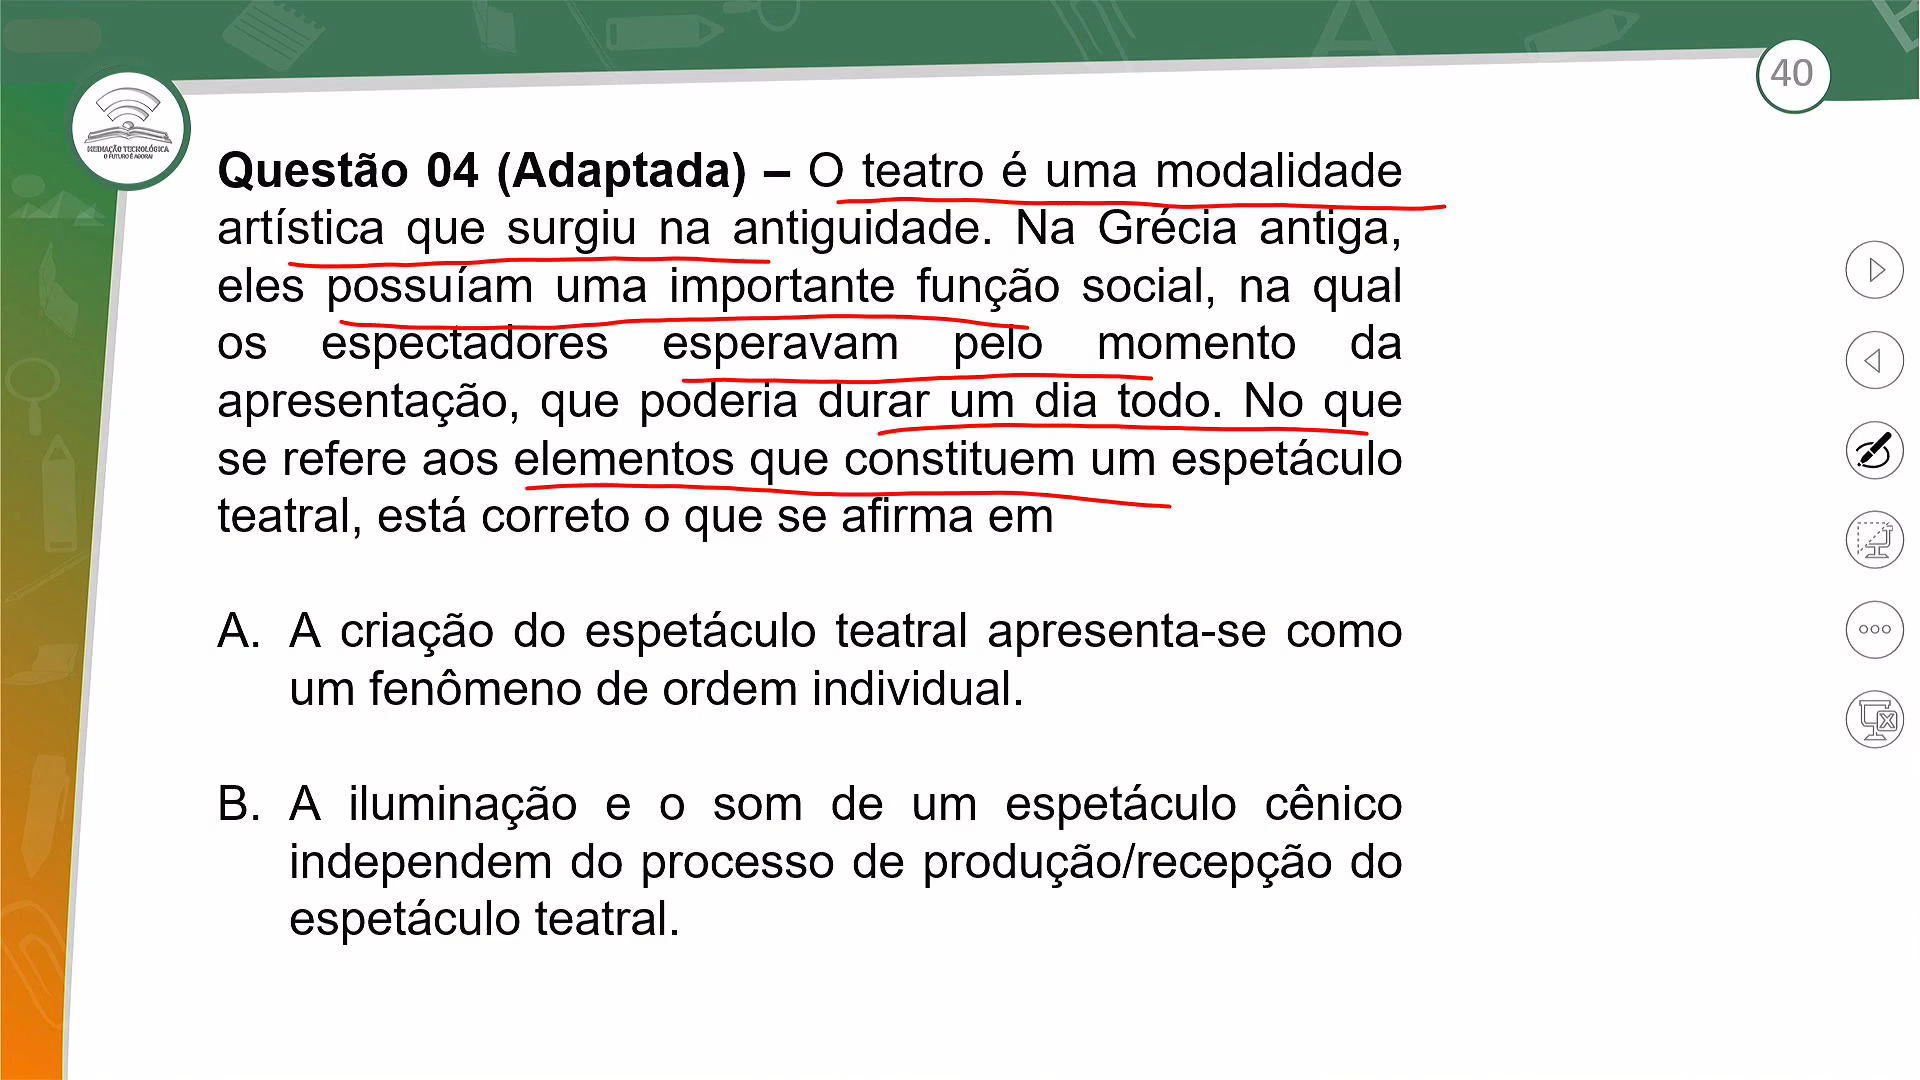 40
MEDIAÇÃO TECNOLÓGICA
O FUTURO É AGORA!
Questão 04 (Adaptada) – O teatro é uma modalidade
artística que surgiu na antiguidade. Na Grécia antiga,
eles possuíam uma importante função social, na qual
os espectadores esperavam pelo momento da
apresentação, que poderia durar um dia todo. No que
se refere aos elementos que constituem um espetáculo
teatral, está correto o que se afirma em
A. A criação do espetáculo teatral apresenta-se como
um fenômeno de ordem individual.
B. A iluminação e o som de um espetáculo cênico
independem do processo de produção/recepção do
espetáculo teatral.